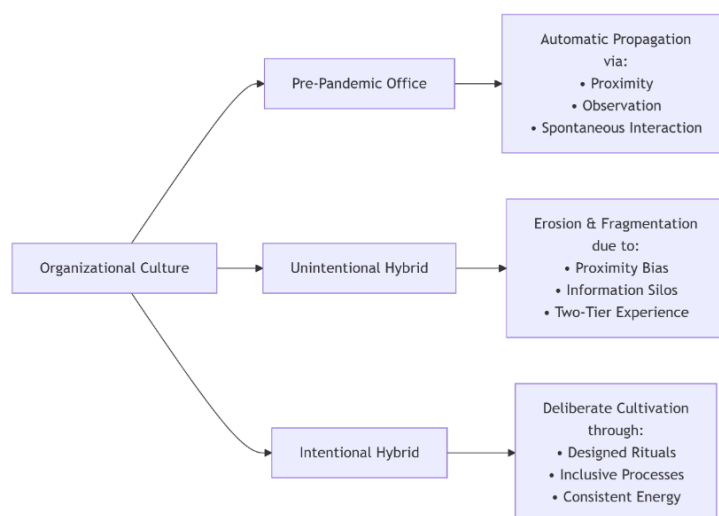 Organizational Culture
Pre-Pandemic Office
Automatic Propagation
via:
• Proximity
• Observation
• Spontaneous Interaction
Unintentional Hybrid
Erosion & Fragmentation
due to:
• Proximity Bias
• Information Silos
• Two-Tier Experience
Intentional Hybrid
Deliberate Cultivation
through:
• Designed Rituals
• Inclusive Processes
• Consistent Energy